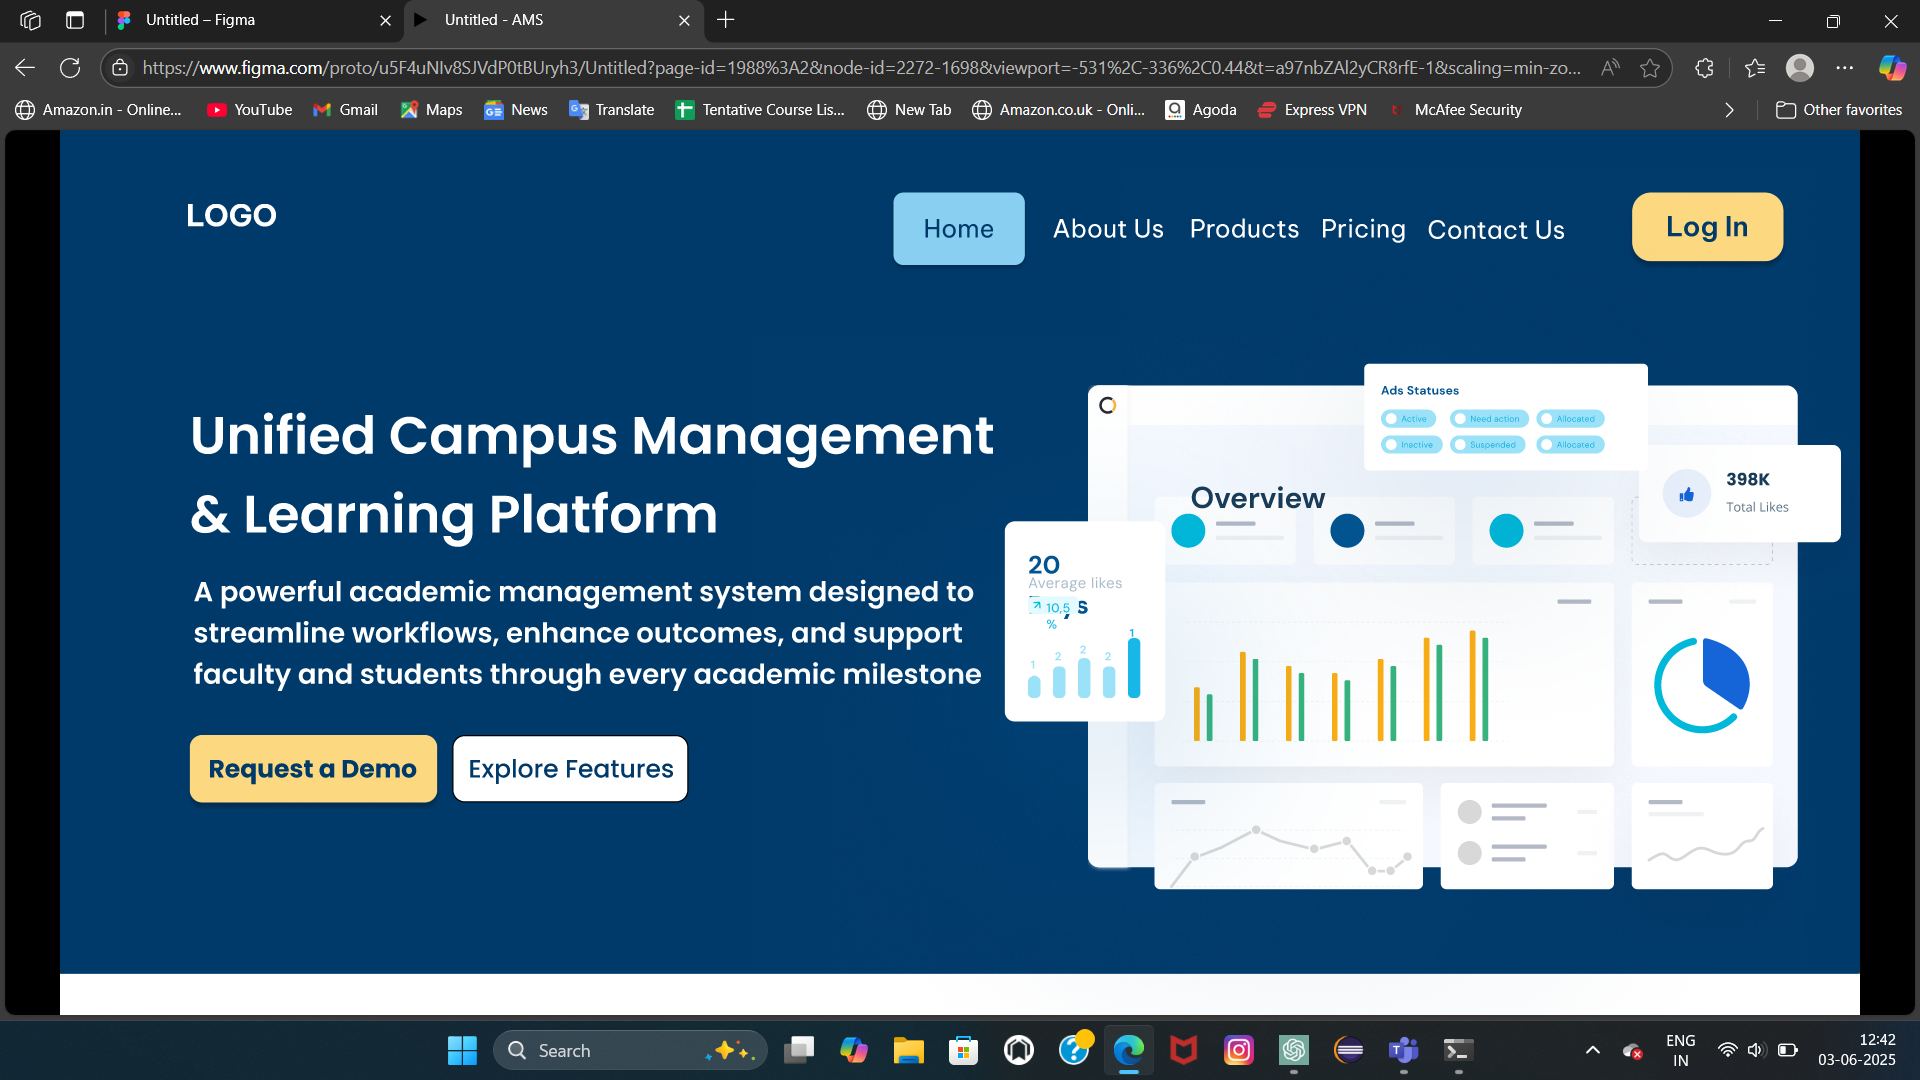 Untitled – Figma
Untitled - AMS
https://www.figma.com/proto/u5F4uNIv8SJVdP0tBUryh3/Untitled?page-id=1988%3A2&node-id=2272-1698&viewport=-531%2C-336%2C0.44&t=a97nbZAl2yCR8rfE-1&scaling=min-zo...
Amazon.in - Online... YouTube Gmail Maps News Translate Tentative Course Lis... New Tab Amazon.co.uk - Onli... Agoda Express VPN McAfee Security Other favorites
LOGO
Home About Us Products Pricing Contact Us Log In
Unified Campus Management
& Learning Platform
A powerful academic management system designed to
streamline workflows, enhance outcomes, and support
faculty and students through every academic milestone
Request a Demo Explore Features
Ads Statuses
Active Need action Allocated
Inactive Suspended Allocated
398K
Total Likes
Overview
20
Average likes
10,5
%
1 2 2 2 1
Search
ENG
IN
12:42
03-06-2025